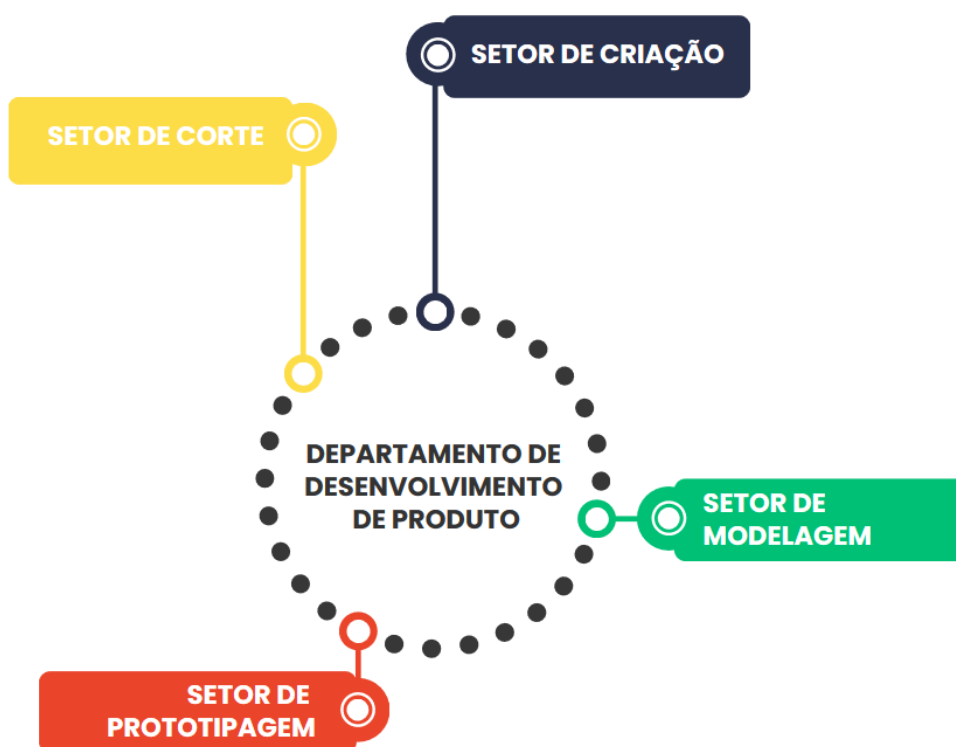 SETOR DE CRIAÇÃO
SETOR DE CORTE
DEPARTAMENTO DE
DESENVOLVIMENTO
DE PRODUTO
SETOR DE
MODELAGEM
SETOR DE
PROTOTIPAGEM